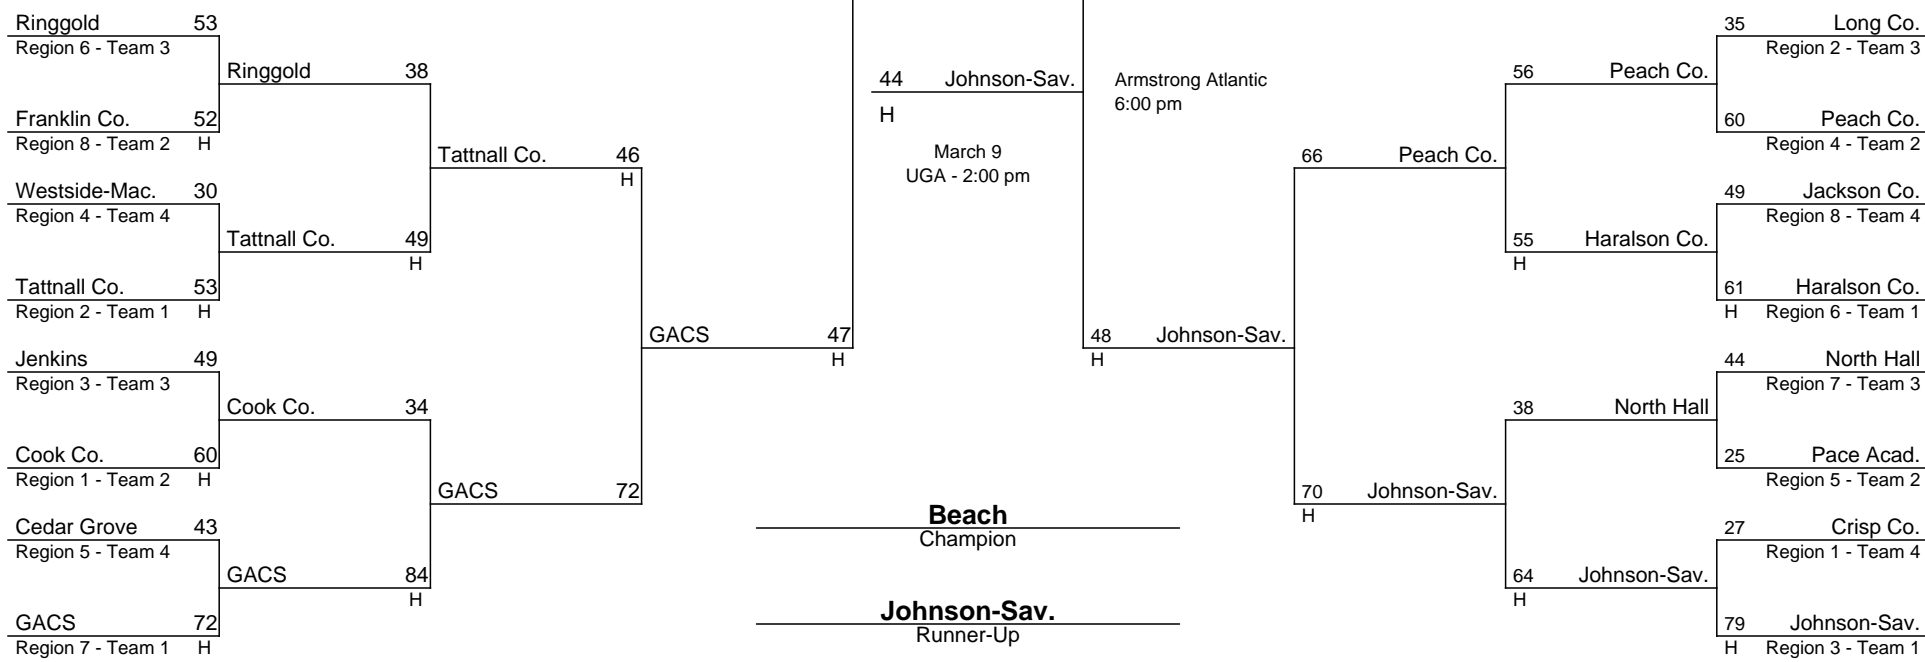 Ringgold 53
Region 6 - Team 3
Ringgold 38
Franklin Co. 52
Region 8 - Team 2 H
Tattnall Co. 46
H
Westside-Mac. 30
Region 4 - Team 4
Tattnall Co. 49
H
Tattnall Co. 53
Region 2 - Team 1 H
GACS 47
H
Jenkins 49
Region 3 - Team 3
Cook Co. 34
Cook Co. 60
Region 1 - Team 2 H
GACS 72
Cedar Grove 43
Region 5 - Team 4
GACS 84
H
GACS 72
Region 7 - Team 1 H
44 Johnson-Sav.
H
March 9
UGA - 2:00 pm
Armstrong Atlantic
6:00 pm
Beach
Champion
Johnson-Sav.
Runner-Up
48 Johnson-Sav.
H
66 Peach Co.
70 Johnson-Sav.
H
56 Peach Co.
55 Haralson Co.
H
38 North Hall
64 Johnson-Sav.
H
35 Long Co.
Region 2 - Team 3
60 Peach Co.
Region 4 - Team 2
49 Jackson Co.
Region 8 - Team 4
61 Haralson Co.
H Region 6 - Team 1
44 North Hall
Region 7 - Team 3
25 Pace Acad.
Region 5 - Team 2
27 Crisp Co.
Region 1 - Team 4
79 Johnson-Sav.
H Region 3 - Team 1